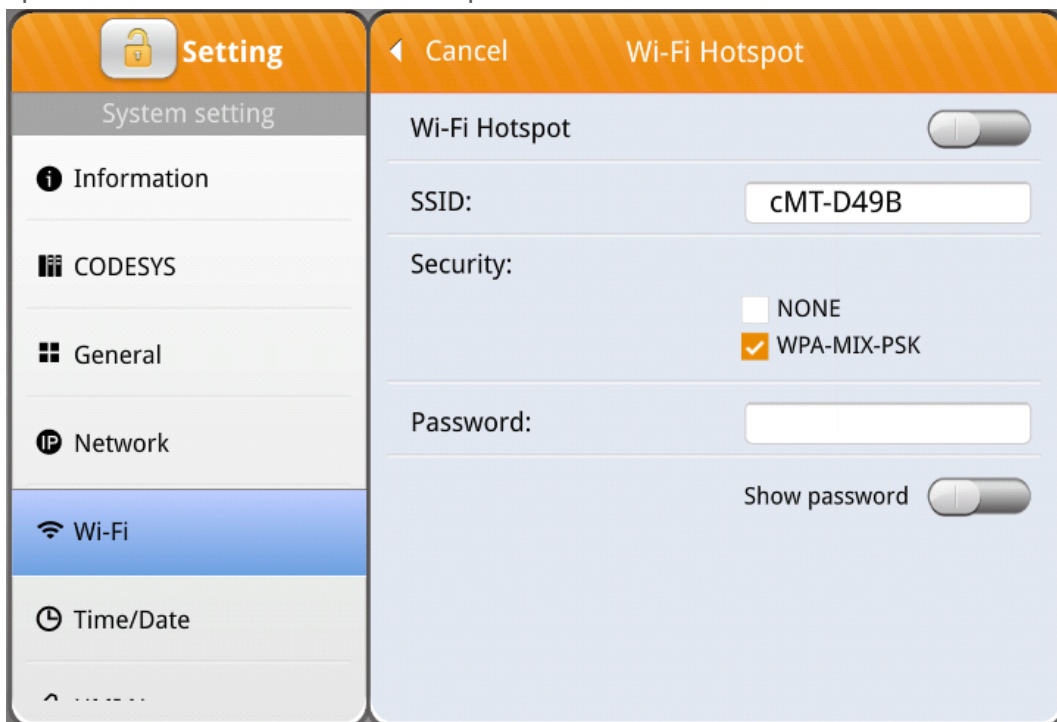 Setting
System setting
Information
CODESYS
General
Network
Wi-Fi
Time/Date
Cancel
Wi-Fi Hotspot
Wi-Fi Hotspot
SSID:
cMT-D49B
Security:
NONE
WPA-MIX-PSK
Password:
Show password